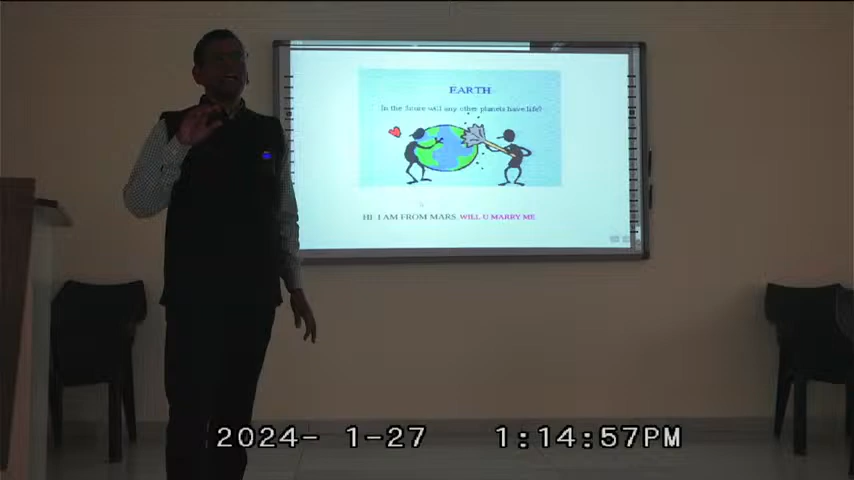 EARTH
In the future will any other planets have life?
HI I AM FROM MARS. WILL U MARRY ME
2024- 1-27 1:14:57PM